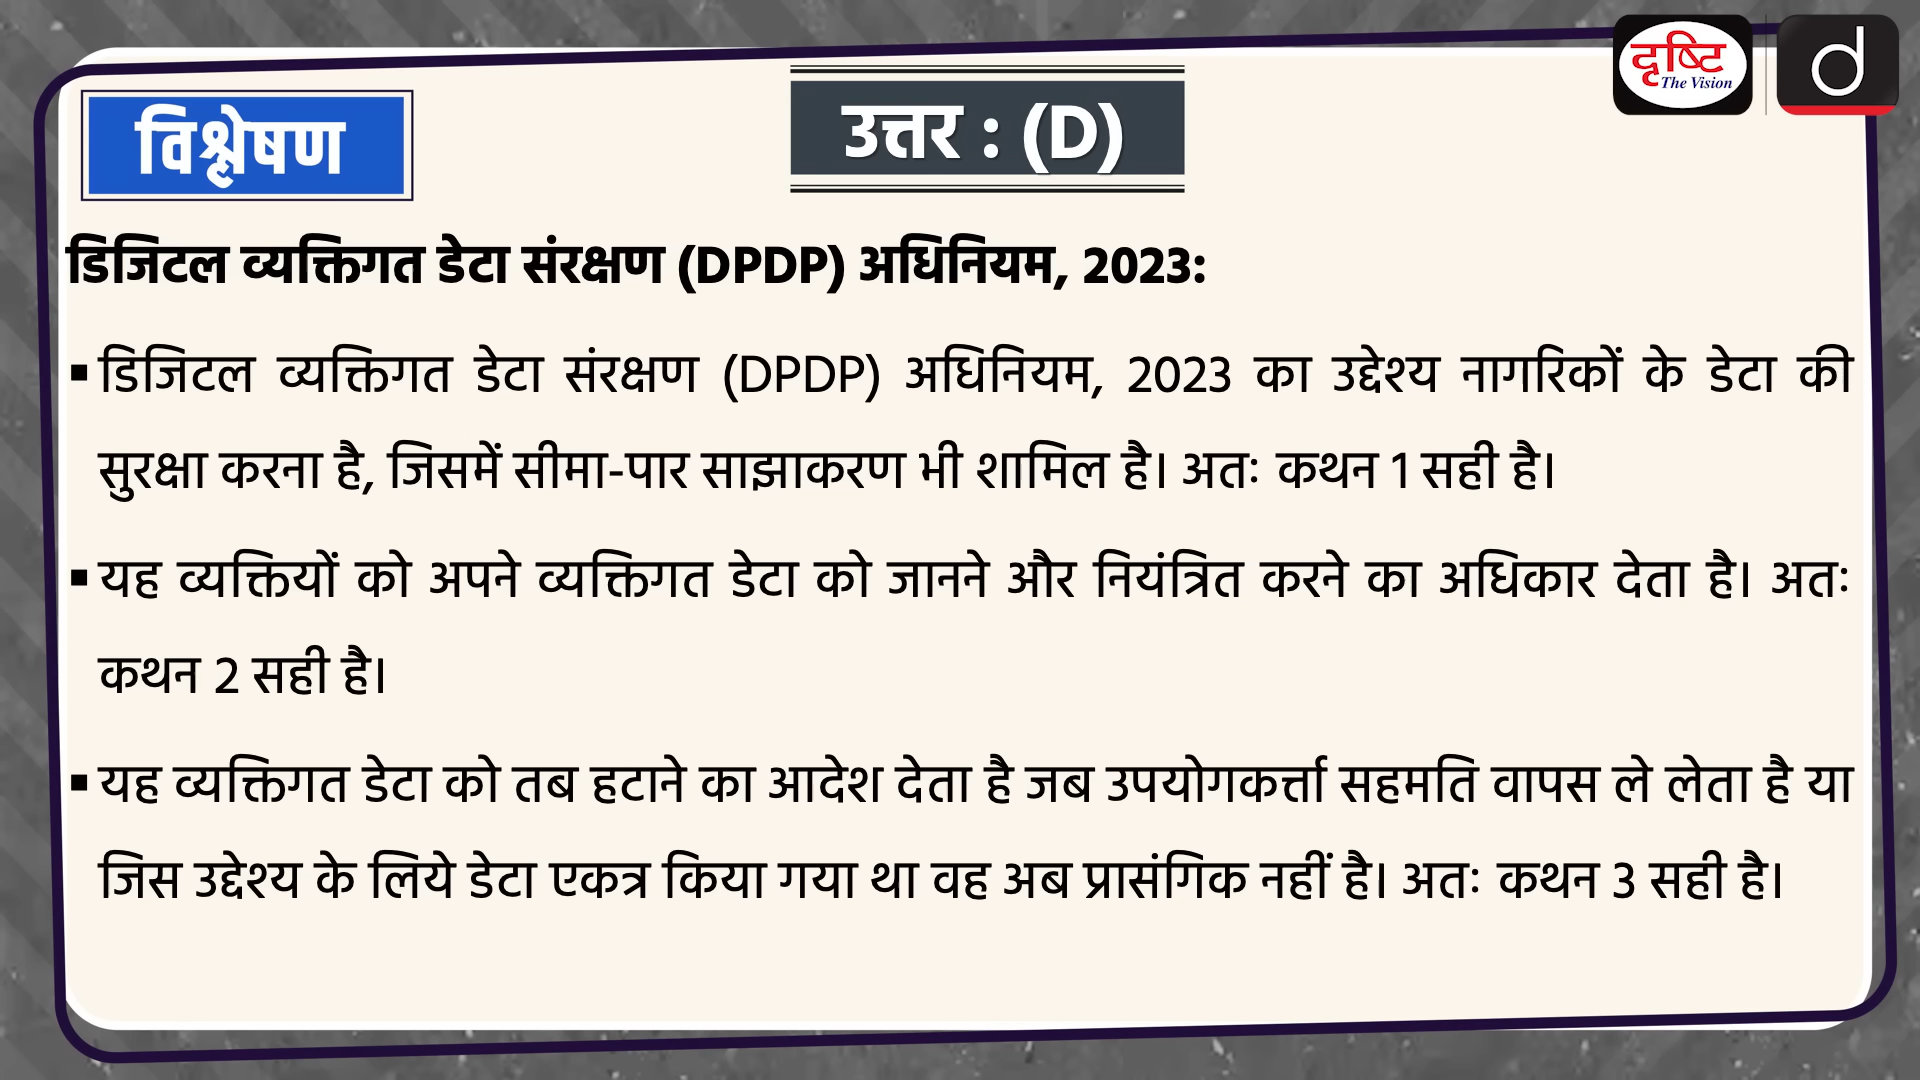 दृष्टि
The Vision
d
विश्लेषण
उत्तर : (D)
डिजिटल व्यक्तिगत डेटा संरक्षण (DPDP) अधिनियम, 2023:
▪ डिजिटल व्यक्तिगत डेटा संरक्षण (DPDP) अधिनियम, 2023 का उद्देश्य नागरिकों के डेटा की
सुरक्षा करना है, जिसमें सीमा-पार साझाकरण भी शामिल है। अतः कथन 1 सही है।
▪ यह व्यक्तियों को अपने व्यक्तिगत डेटा को जानने और नियंत्रित करने का अधिकार देता है। अतः
कथन 2 सही है।
▪ यह व्यक्तिगत डेटा को तब हटाने का आदेश देता है जब उपयोगकर्त्ता सहमति वापस ले लेता है या
जिस उद्देश्य के लिये डेटा एकत्र किया गया था वह अब प्रासंगिक नहीं है। अतः कथन 3 सही है।